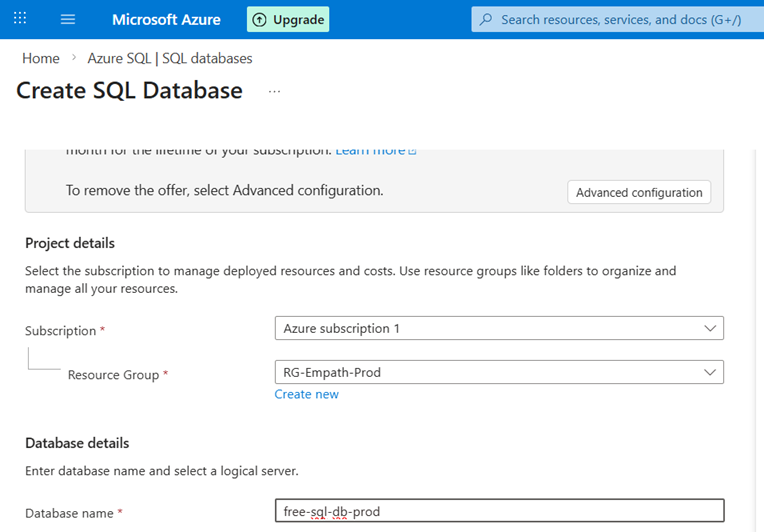 Microsoft Azure
Upgrade
Search resources, services, and docs (G+/)
Home > Azure SQL | SQL databases
Create SQL Database ...
month for the lifetime of your subscription. Learn more
To remove the offer, select Advanced configuration.
Advanced configuration
Project details
Select the subscription to manage deployed resources and costs. Use resource groups like folders to organize and
manage all your resources.
Subscription *
Azure subscription 1
Resource Group *
RG-Empath-Prod
Create new
Database details
Enter database name and select a logical server.
Database name *
free-sql-db-prod